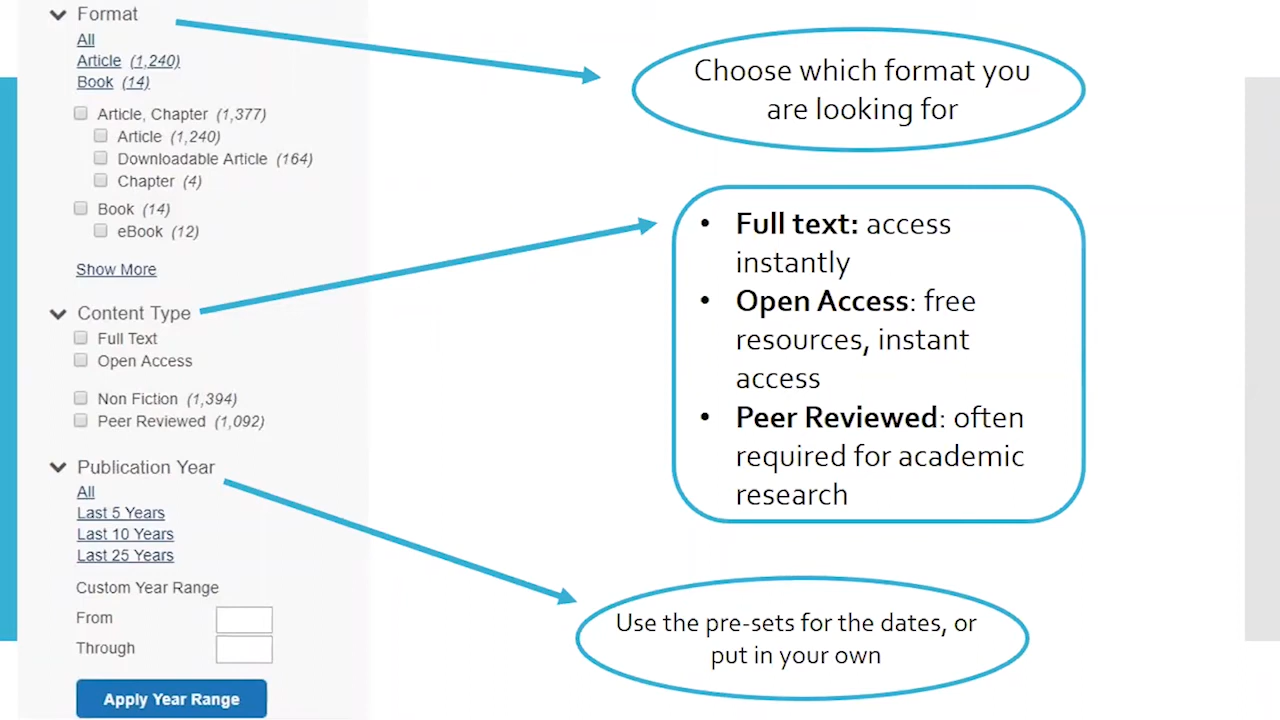 Format
All
Article (1,240)
Book (14)
Article, Chapter (1,377)
Article (1,240)
Downloadable Article (164)
Chapter (4)
Book (14)
eBook (12)
Show More
Content Type
Full Text
Open Access
Non Fiction (1,394)
Peer Reviewed (1,092)
Publication Year
All
Last 5 Years
Last 10 Years
Last 25 Years
Custom Year Range
From
Through
Apply Year Range
Choose which format you
are looking for
• Full text: access
instantly
• Open Access: free
resources, instant
access
• Peer Reviewed: often
required for academic
research
Use the pre-sets for the dates, or
put in your own